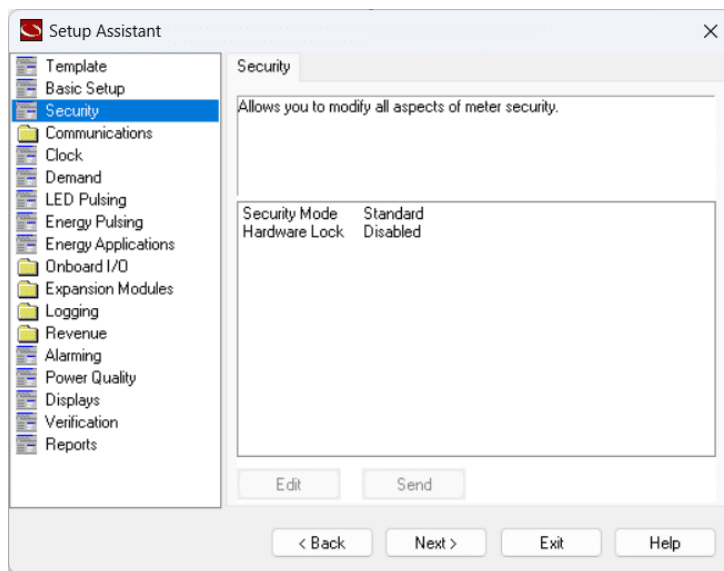 Setup Assistant
Template
Basic Setup
Security
Communications
Clock
Demand
LED Pulsing
Energy Pulsing
Energy Applications
Onboard I/O
Expansion Modules
Logging
Revenue
Alarming
Power Quality
Displays
Verification
Reports
Security
Allows you to modify all aspects of meter security.
Security Mode Standard
Hardware Lock Disabled
Edit Send
< Back Next > Exit Help